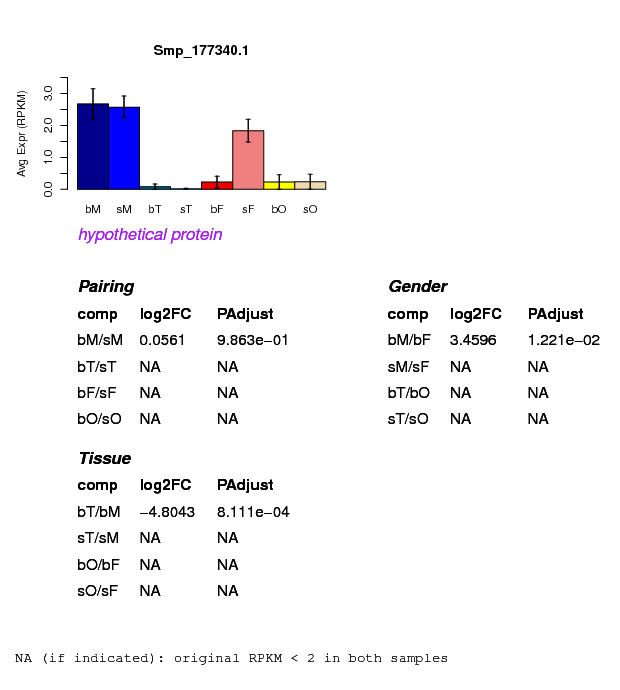 Smp_177340.1
Avg Expr (RPKM)
3.0
2.0
1.0
0.0
bM sM bT sT bF sF bO sO
hypothetical protein
Pairing
comp log2FC PAdjust
bM/sM 0.0561 9.863e−01
bT/sT NA NA
bF/sF NA NA
bO/sO NA NA
Gender
comp log2FC PAdjust
bM/bF 3.4596 1.221e−02
sM/sF NA NA
bT/bO NA NA
sT/sO NA NA
Tissue
comp log2FC PAdjust
bT/bM −4.8043 8.111e−04
sT/sM NA NA
bO/bF NA NA
sO/sF NA NA
NA (if indicated): original RPKM < 2 in both samples